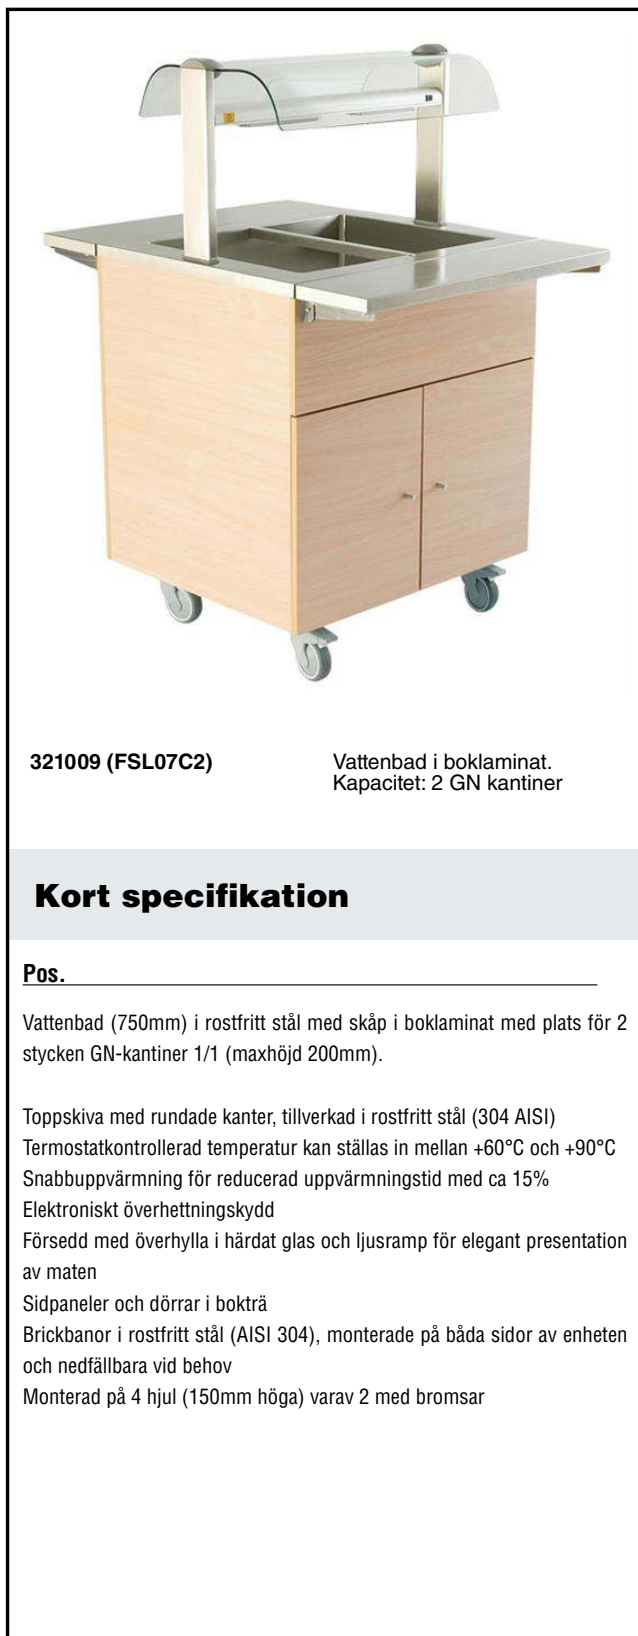 321009 (FSL07C2)
Vattenbad i boklaminat.
Kapacitet: 2 GN kantiner
Kort specifikation
Pos.
Vattenbad (750mm) i rostfritt stål med skåp i boklaminat med plats för 2
stycken GN-kantiner 1/1 (maxhöjd 200mm).
Toppskiva med rundade kanter, tillverkad i rostfritt stål (304 AISI)
Termostatkontrollerad temperatur kan ställas in mellan +60°C och +90°C
Snabbuppvärmning för reducerad uppvärmningstid med ca 15%
Elektroniskt överhettningskydd
Försedd med överhylla i härdat glas och ljusramp för elegant presentation
av maten
Sidpaneler och dörrar i bokträ
Brickbanor i rostfritt stål (AISI 304), monterade på båda sidor av enheten
och nedfällbara vid behov
Monterad på 4 hjul (150mm höga) varav 2 med bromsar